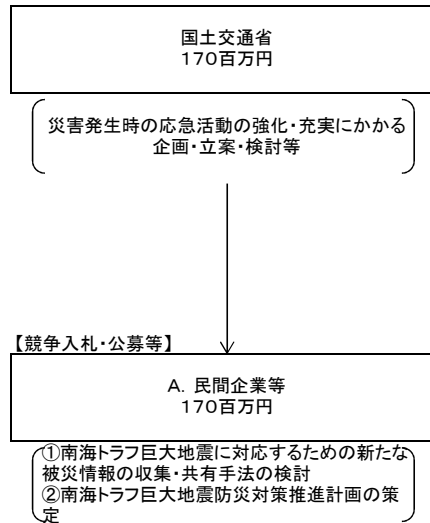 国土交通省
170百万円
災害発生時の応急活動の強化・充実にかかる
企画・立案・検討等
【競争入札・公募等】
A. 民間企業等
170百万円
①南海トラフ巨大地震に対応するための新たな
被災情報の収集・共有手法の検討
②南海トラフ巨大地震防災対策推進計画の策
定